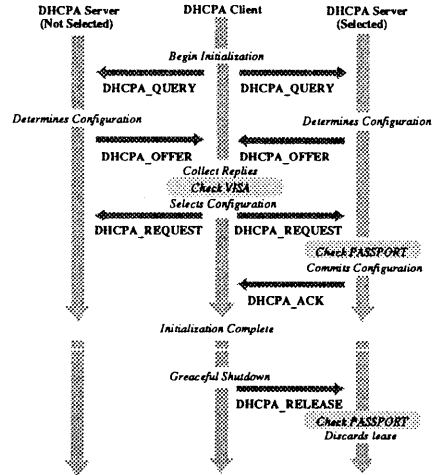 DHCPA Server
(Not Selected)
DHCPA Client
DHCPA Server
(Selected)
Begin Initialization
DHCPA_QUERY
DHCPA_QUERY
Determines Configuration
Determines Configuration
DHCPA_OFFER
DHCPA_OFFER
Collect Replies
Check VISA
Selects Configuration
DHCPA_REQUEST
DHCPA_REQUEST
Check PASSPORT
Commits Configuration
DHCPA_ACK
Initialization Complete
Greaceful Shutdown
DHCPA_RELEASE
Check PASSPORT
Discards lease